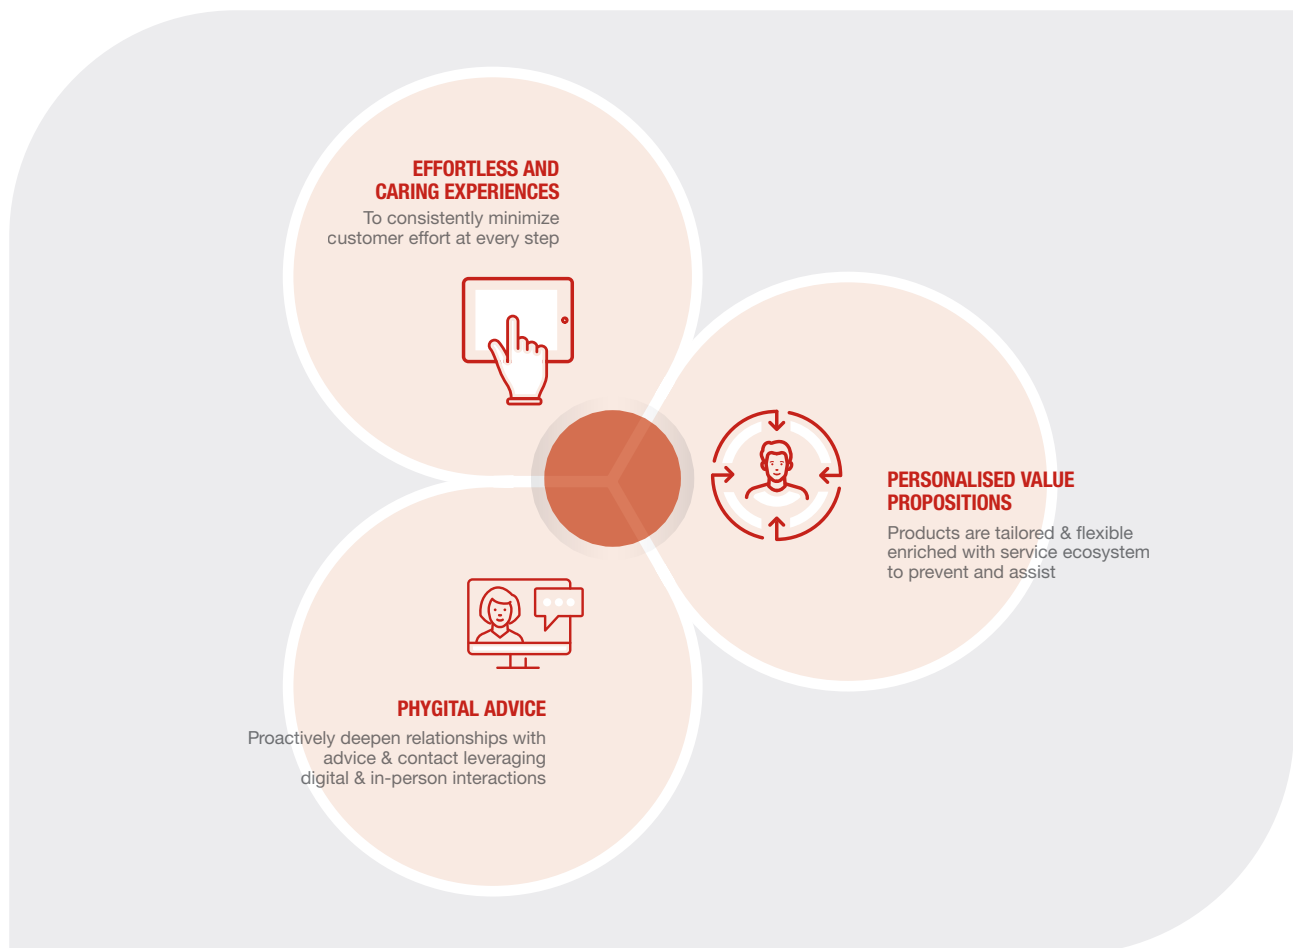 EFFORTLESS AND
CARING EXPERIENCES
To consistently minimize
customer effort at every step
PERSONALISED VALUE
PROPOSITIONS
Products are tailored & flexible
enriched with service ecosystem
to prevent and assist
PHYGITAL ADVICE
Proactively deepen relationships with
advice & contact leveraging
digital & in-person interactions